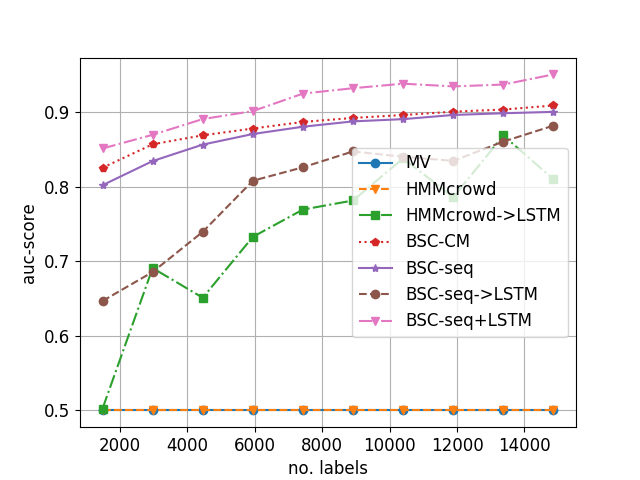 auc-score
0.9
0.8
0.7
0.6
0.5
MV
HMMcrowd
HMMcrowd->LSTM
BSC-CM
BSC-seq
BSC-seq->LSTM
BSC-seq+LSTM
2000 4000 6000 8000 10000 12000 14000
no. labels